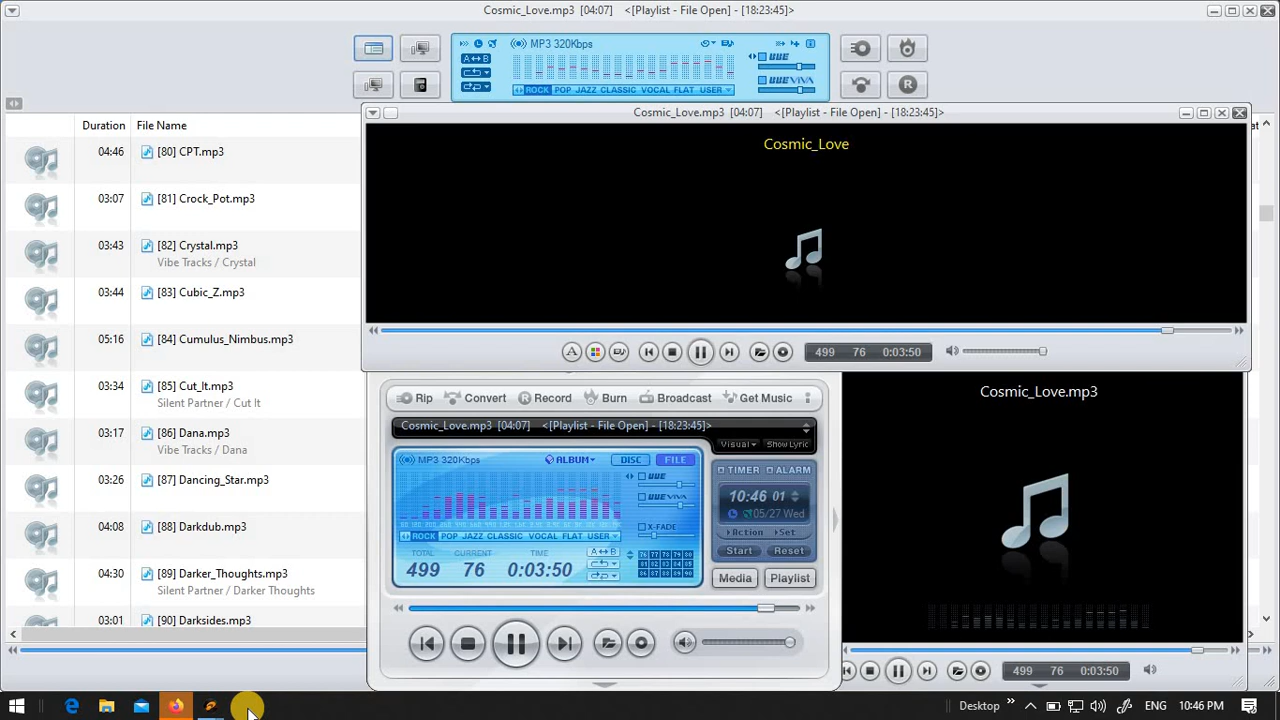 Cosmic_Love.mp3 [04:07] <[Playlist - File Open] - [18:23:45]>
MP3 320Kbps
A↔B
UUE
UUE VIVA
ROCK POP JAZZ CLASSIC VOCAL FLAT USER
R
Duration File Name
04:46 [80] CPT.mp3
03:07 [81] Crock_Pot.mp3
03:43 [82] Crystal.mp3
Vibe Tracks / Crystal
03:44 [83] Cubic_Z.mp3
05:16 [84] Cumulus_Nimbus.mp3
03:34 [85] Cut_It.mp3
Silent Partner / Cut It
03:17 [86] Dana.mp3
Vibe Tracks / Dana
03:26 [87] Dancing_Star.mp3
04:08 [88] Darkdub.mp3
04:30 [89] Darker_Thoughts.mp3
Silent Partner / Darker Thoughts
03:01 [90] Darksides.mp3
Cosmic_Love.mp3 [04:07] <[Playlist - File Open] - [18:23:45]>
Cosmic_Love
A
499 76 0:03:50
Rip Convert Record Burn Broadcast Get Music
Cosmic_Love.mp3 [04:07] <[Playlist - File Open] - [18:23:45]>
Visual Show Lyric
MP3 320Kbps ALBUM DISC FILE
UUE
UUE VIVA
X-FADE
ROCK POP JAZZ CLASSIC VOCAL FLAT USER
TOTAL CURRENT TIME A↔B
499 76 0:03:50
TIMER ALARM
10:46 01
05/27 Wed
Action Set
Start Reset
Media Playlist
Cosmic_Love.mp3
499 76 0:03:50
Desktop ENG 10:46 PM